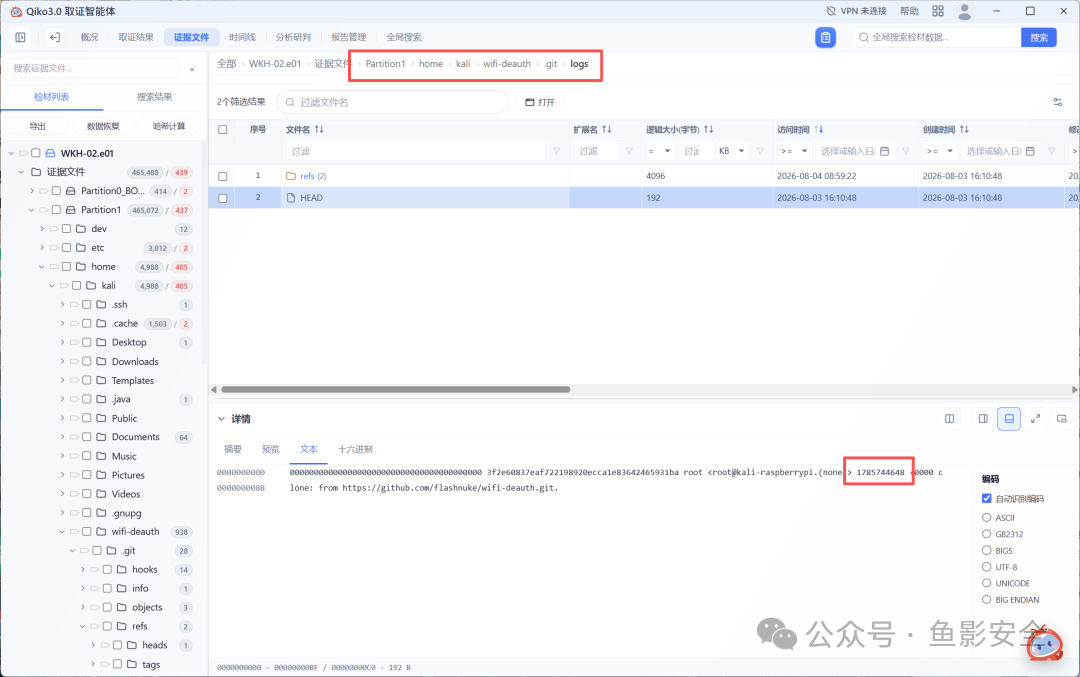 Qiko3.0 取证智能体
VPN 未连接
帮助
概况
取证结果
证据文件
时间线
分析研判
报告管理
全局搜索
全局搜索检材数据...
搜索
搜索证据文件...
«
检材列表
搜索结果
导出
数据恢复
哈希计算
WKH-02.e01
证据文件 465,488 / 439
Partition0_BO... 414 / 2
Partition1 465,072 / 437
dev 12
etc 3,012 / 2
home 4,988 / 405
kali 4,988 / 405
.ssh 1
.cache 1,503 / 2
Desktop 1
Downloads
Templates
.java 1
Public
Documents 64
Music
Pictures
Videos
.gnupg
wifi-deauth 938
.git 28
hooks 14
info 1
objects 3
refs 2
heads 1
tags
全部 › WKH-02.e01 › 证据文件 › Partition1 › home › kali › wifi-deauth › .git › logs
2个筛选结果
过滤文件名
打开
序号 文件名 扩展名 逻辑大小(字节) 访问时间 创建时间
过滤 过滤 = KB >= 选择或输入日 >= 选择或输入日 >
1 refs (2) 4096 2026-08-04 08:59:22 2026-08-03 16:10:48 20
2 HEAD 192 2026-08-03 16:10:48 2026-08-03 16:10:48 20
详情
摘要
预览
文本
十六进制
0000000000 0000000000000000000000000000000000000000 3f2e60837eaf722198920ecca1e83642465931ba root <root@kali-raspberrypi.(none)> 1785744648 +0000 c
0000000088 lone: from https://github.com/flashnuke/wifi-deauth.git.
编码
自动识别编码
ASCII
GB2312
BIG5
UTF-8
UNICODE
BIG ENDIAN
公众号 · 鱼影安全
0000000000 - 00000000BF / 00000000C0 · 192 B